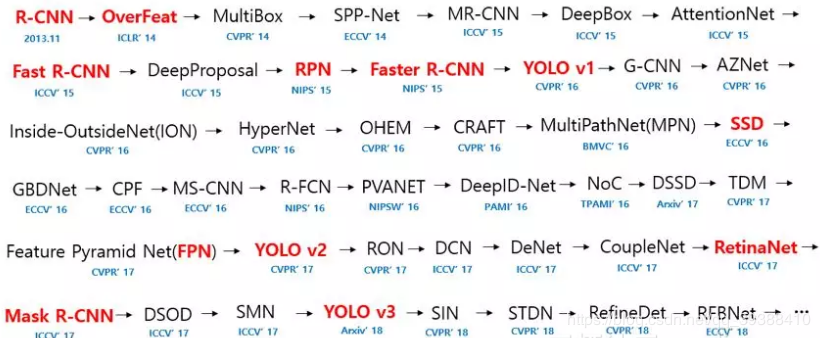 R-CNN → OverFeat → MultiBox → SPP-Net → MR-CNN → DeepBox → AttentionNet →
2013.11 ICLR' 14 CVPR' 14 ECCV' 14 ICCV' 15 ICCV' 15 ICCV' 15
Fast R-CNN → DeepProposal → RPN → Faster R-CNN → YOLO v1 → G-CNN → AZNet →
ICCV' 15 ICCV' 15 NIPS' 15 NIPS' 15 CVPR' 16 CVPR' 16 CVPR' 16
Inside-OutsideNet(ION) → HyperNet → OHEM → CRAFT → MultiPathNet(MPN) → SSD →
CVPR' 16 CVPR' 16 CVPR' 16 CVPR' 16 BMVC' 16 ECCV' 16
GBDNet → CPF → MS-CNN → R-FCN → PVANET → DeepID-Net → NoC → DSSD → TDM →
ECCV' 16 ECCV' 16 ECCV' 16 NIPS' 16 NIPSW' 16 PAMI' 16 TPAMI' 16 Arxiv' 17 CVPR' 17
Feature Pyramid Net(FPN) → YOLO v2 → RON → DCN → DeNet → CoupleNet → RetinaNet →
CVPR' 17 CVPR' 17 CVPR' 17 ICCV' 17 ICCV' 17 ICCV' 17 ICCV' 17
Mask R-CNN → DSOD → SMN → YOLO v3 → SIN → STDN → RefineDet → RFBNet → ⋯
ICCV' 17 ICCV' 17 ICCV' 17 Arxiv' 18 CVPR' 18 CVPR' 18 CVPR' 18 ECCV' 18